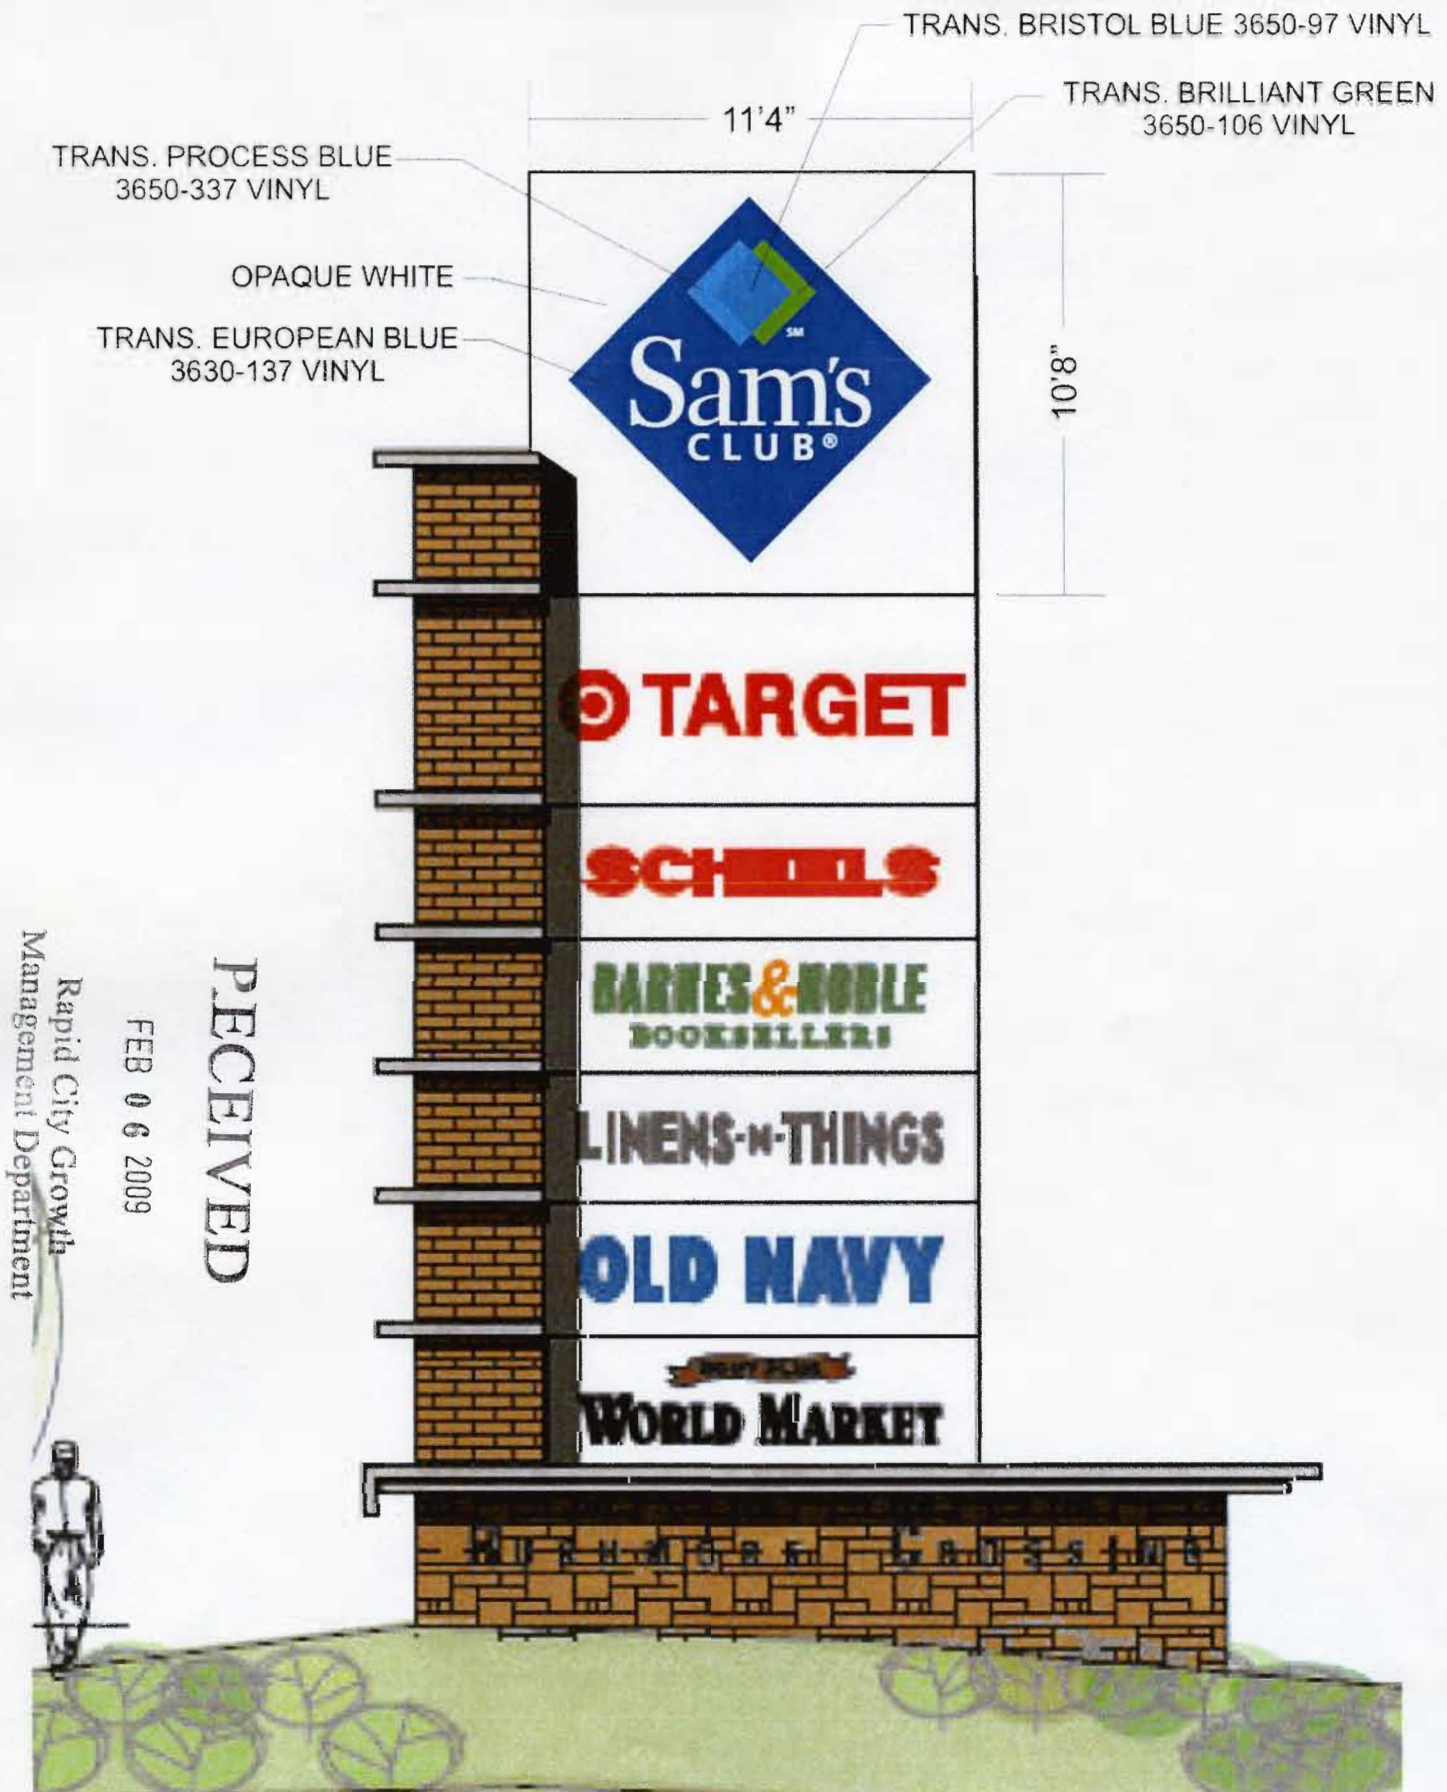 TRANS. BRISTOL BLUE 3650-97 VINYL
TRANS. BRILLIANT GREEN
3650-106 VINYL
11'4"
TRANS. PROCESS BLUE
3650-337 VINYL
OPAQUE WHITE
TRANS. EUROPEAN BLUE
3630-137 VINYL
10'8"
SM
Sam's
CLUB®
TARGET
SCHEELS
BARNES & NOBLE
BOOKSELLERS
LINENS-N-THINGS
OLD NAVY
WORLD MARKET
RUSHMORE CROSSING
RECEIVED
FEB 06 2009
Rapid City Growth
Management Department